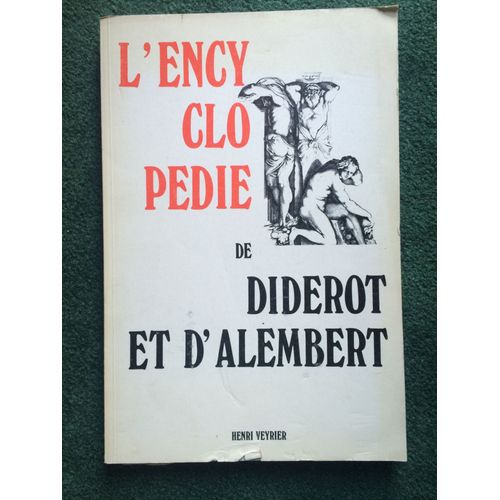 L'ENCY
CLO
PEDIE
DE
DIDEROT
ET D'ALEMBERT
HENRI VEYRIER